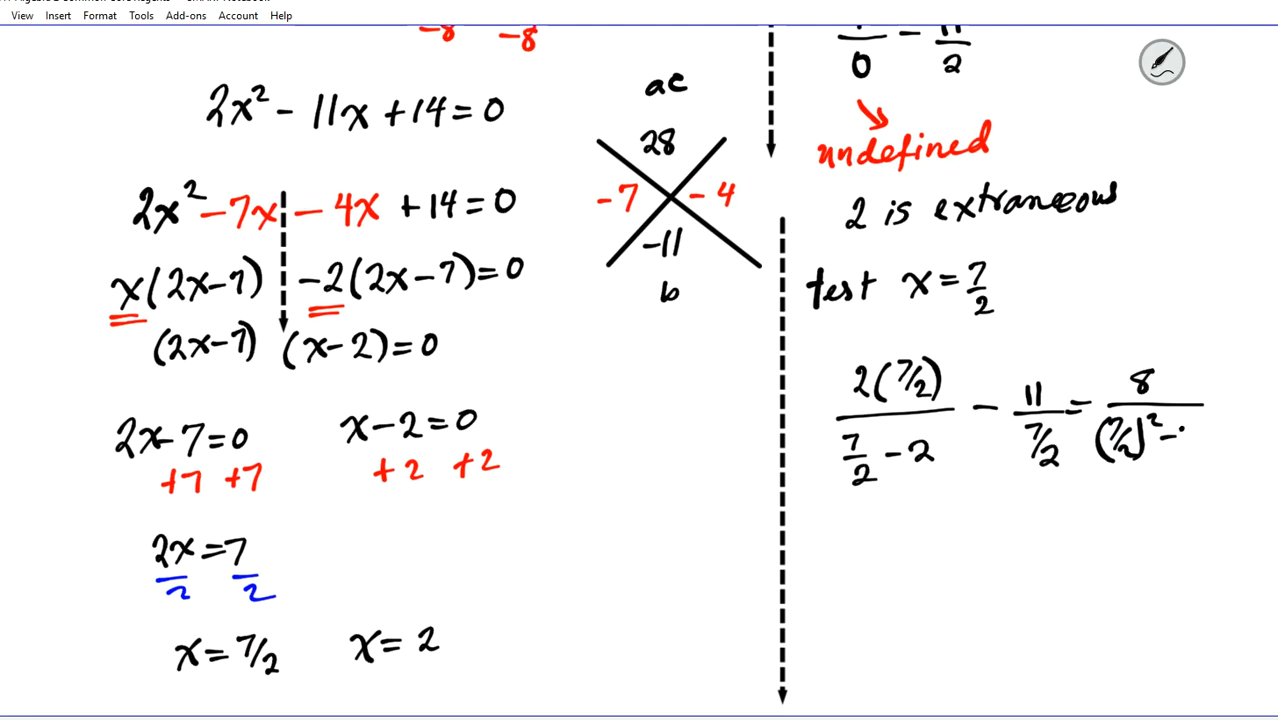 View Insert Format Tools Add-ons Account Help
-8 -8
2x² - 11x + 14 = 0
2x² - 7x - 4x + 14 = 0
x(2x-7) -2(2x-7) = 0
(2x-7) (x-2) = 0
2x-7=0 x-2=0
+7 +7 +2 +2
2x = 7
2 2
x = 7/2 x = 2
ac
28
-7 -4
-11
b
0 - 11/2
undefined
2 is extraneous
test x = 7/2
2(7/2) / (7/2 - 2) - 11 / (7/2) = 8 / ((7/2)² -